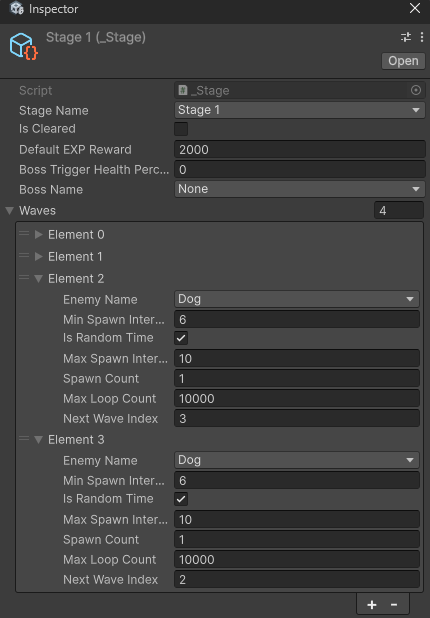 Inspector
Stage 1 (_Stage)
Open
Script _Stage
Stage Name Stage 1
Is Cleared
Default EXP Reward 2000
Boss Trigger Health Perc... 0
Boss Name None
Waves 4
Element 0
Element 1
Element 2
Enemy Name Dog
Min Spawn Inter... 6
Is Random Time
Max Spawn Inter... 10
Spawn Count 1
Max Loop Count 10000
Next Wave Index 3
Element 3
Enemy Name Dog
Min Spawn Inter... 6
Is Random Time
Max Spawn Inter... 10
Spawn Count 1
Max Loop Count 10000
Next Wave Index 2
+ -